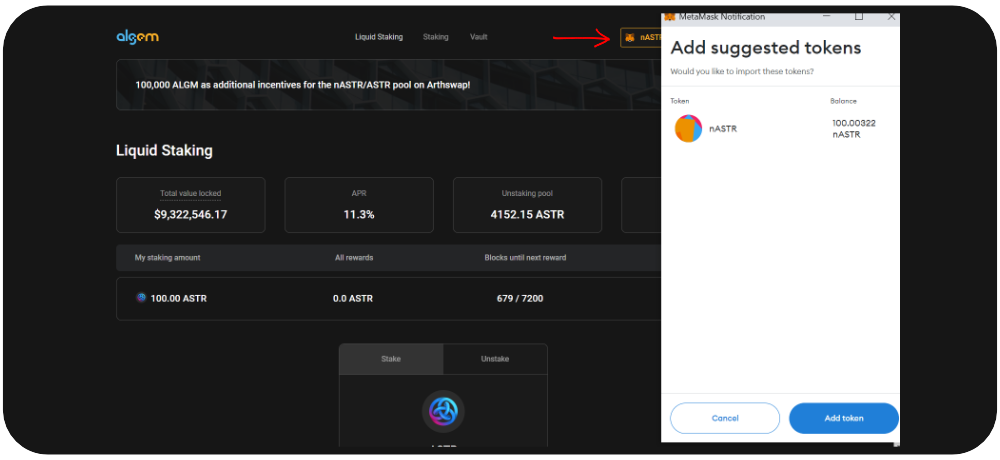 algem
Liquid Staking
Staking
Vault
nAST
100,000 ALGM as additional incentives for the nASTR/ASTR pool on Arthswap!
Liquid Staking
Total value locked
$9,322,546.17
APR
11.3%
Unstaking pool
4152.15 ASTR
My staking amount
All rewards
Blocks until next reward
100.00 ASTR
0.0 ASTR
679 / 7200
Stake
Unstake
MetaMask Notification
Add suggested tokens
Would you like to import these tokens?
Token
Balance
nASTR
100.00322
nASTR
Cancel
Add token